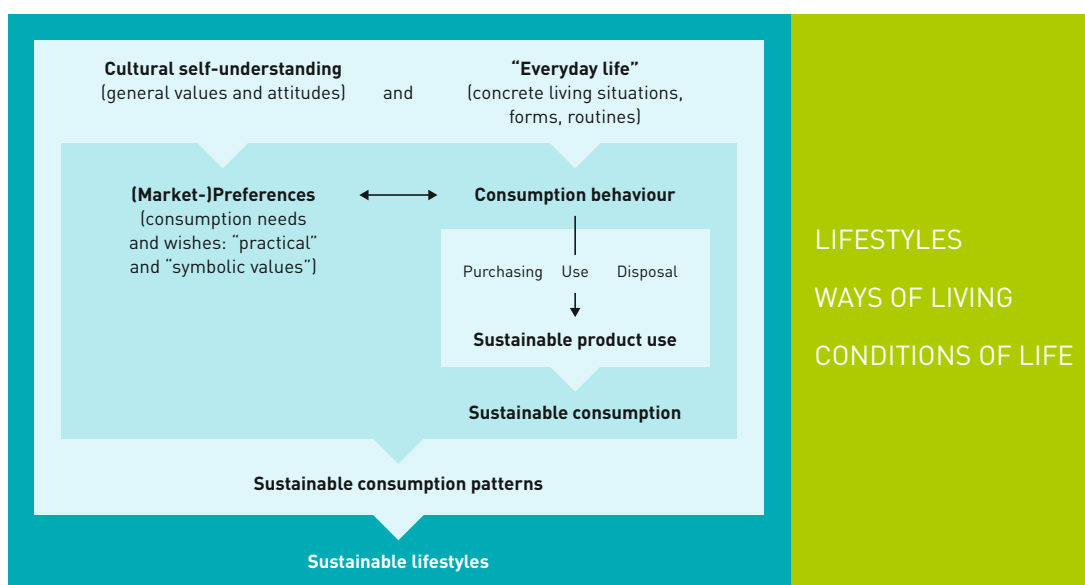 Cultural self-understanding
(general values and attitudes)
and
“Everyday life”
(concrete living situations,
forms, routines)
(Market-)Preferences
(consumption needs
and wishes: “practical”
and “symbolic values”)
Consumption behaviour
Purchasing Use Disposal
Sustainable product use
Sustainable consumption
Sustainable consumption patterns
Sustainable lifestyles
LIFESTYLES
WAYS OF LIVING
CONDITIONS OF LIFE